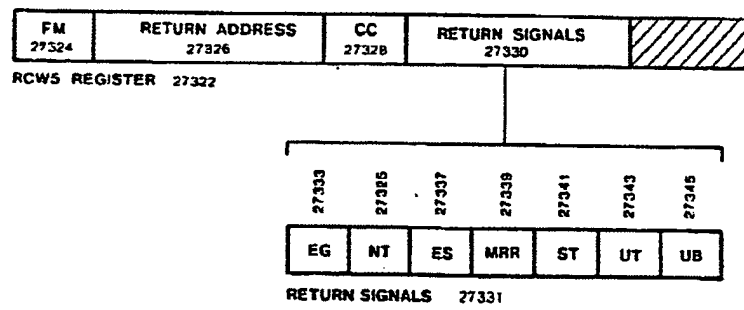 FM RETURN ADDRESS CC RETURN SIGNALS
27324 27326 27328 27330
RCWS REGISTER 27322
27333 27325 27337 27339 27341 27343 27345
EG NT ES MRR ST UT UB
RETURN SIGNALS 27331